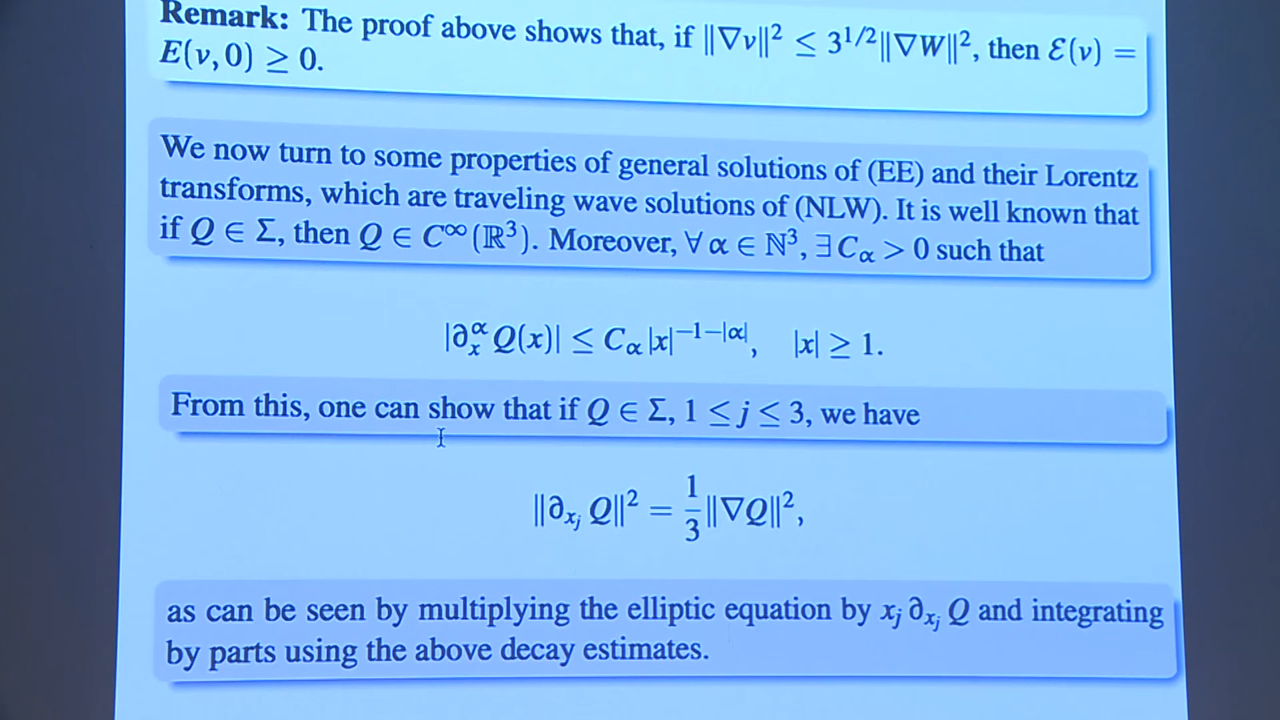 Remark: The proof above shows that, if ‖∇v‖² ≤ 3^{1/2}‖∇W‖², then ℰ(v) =
E(v, 0) ≥ 0.
We now turn to some properties of general solutions of (EE) and their Lorentz
transforms, which are traveling wave solutions of (NLW). It is well known that
if Q ∈ Σ, then Q ∈ C^∞(ℝ³). Moreover, ∀ α ∈ ℕ³, ∃ C_α > 0 such that
|∂_x^α Q(x)| ≤ C_α |x|^{−1−|α|}, |x| ≥ 1.
From this, one can show that if Q ∈ Σ, 1 ≤ j ≤ 3, we have
‖∂_{x_j} Q‖² = \frac{1}{3}‖∇Q‖²,
as can be seen by multiplying the elliptic equation by x_j ∂_{x_j} Q and integrating
by parts using the above decay estimates.